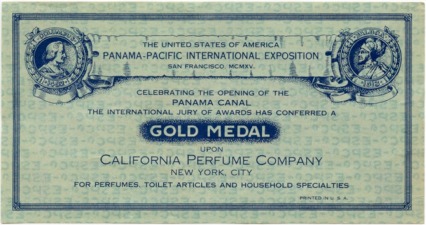 THE UNITED STATES OF AMERICA
PANAMA-PACIFIC INTERNATIONAL EXPOSITION
SAN FRANCISCO, MCMXV.
CELEBRATING THE OPENING OF THE
PANAMA CANAL
THE INTERNATIONAL JURY OF AWARDS HAS CONFERRED A
GOLD MEDAL
UPON
CALIFORNIA PERFUME COMPANY
NEW YORK, CITY
FOR PERFUMES, TOILET ARTICLES AND HOUSEHOLD SPECIALTIES
PRINTED IN U. S. A.